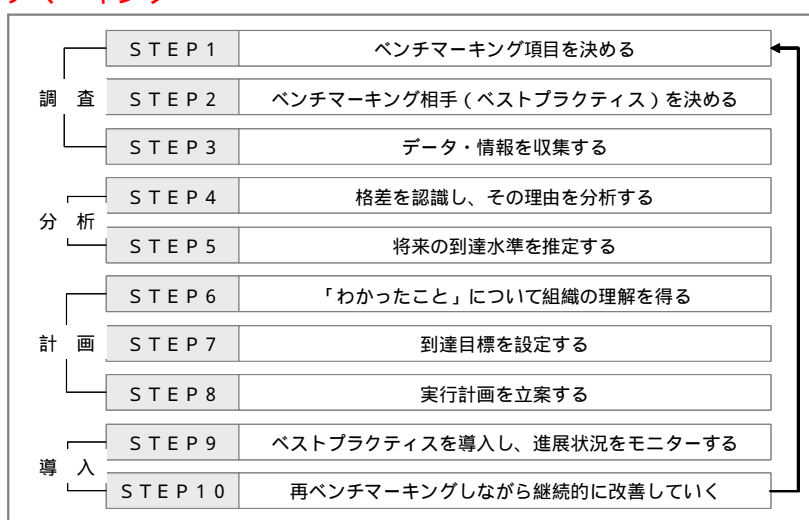 調 査
STEP1 ベンチマーキング項目を決める
STEP2 ベンチマーキング相手(ベストプラクティス)を決める
STEP3 データ・情報を収集する
分 析
STEP4 格差を認識し、その理由を分析する
STEP5 将来の到達水準を推定する
計 画
STEP6 「わかったこと」について組織の理解を得る
STEP7 到達目標を設定する
STEP8 実行計画を立案する
導 入
STEP9 ベストプラクティスを導入し、進展状況をモニターする
STEP10 再ベンチマーキングしながら継続的に改善していく